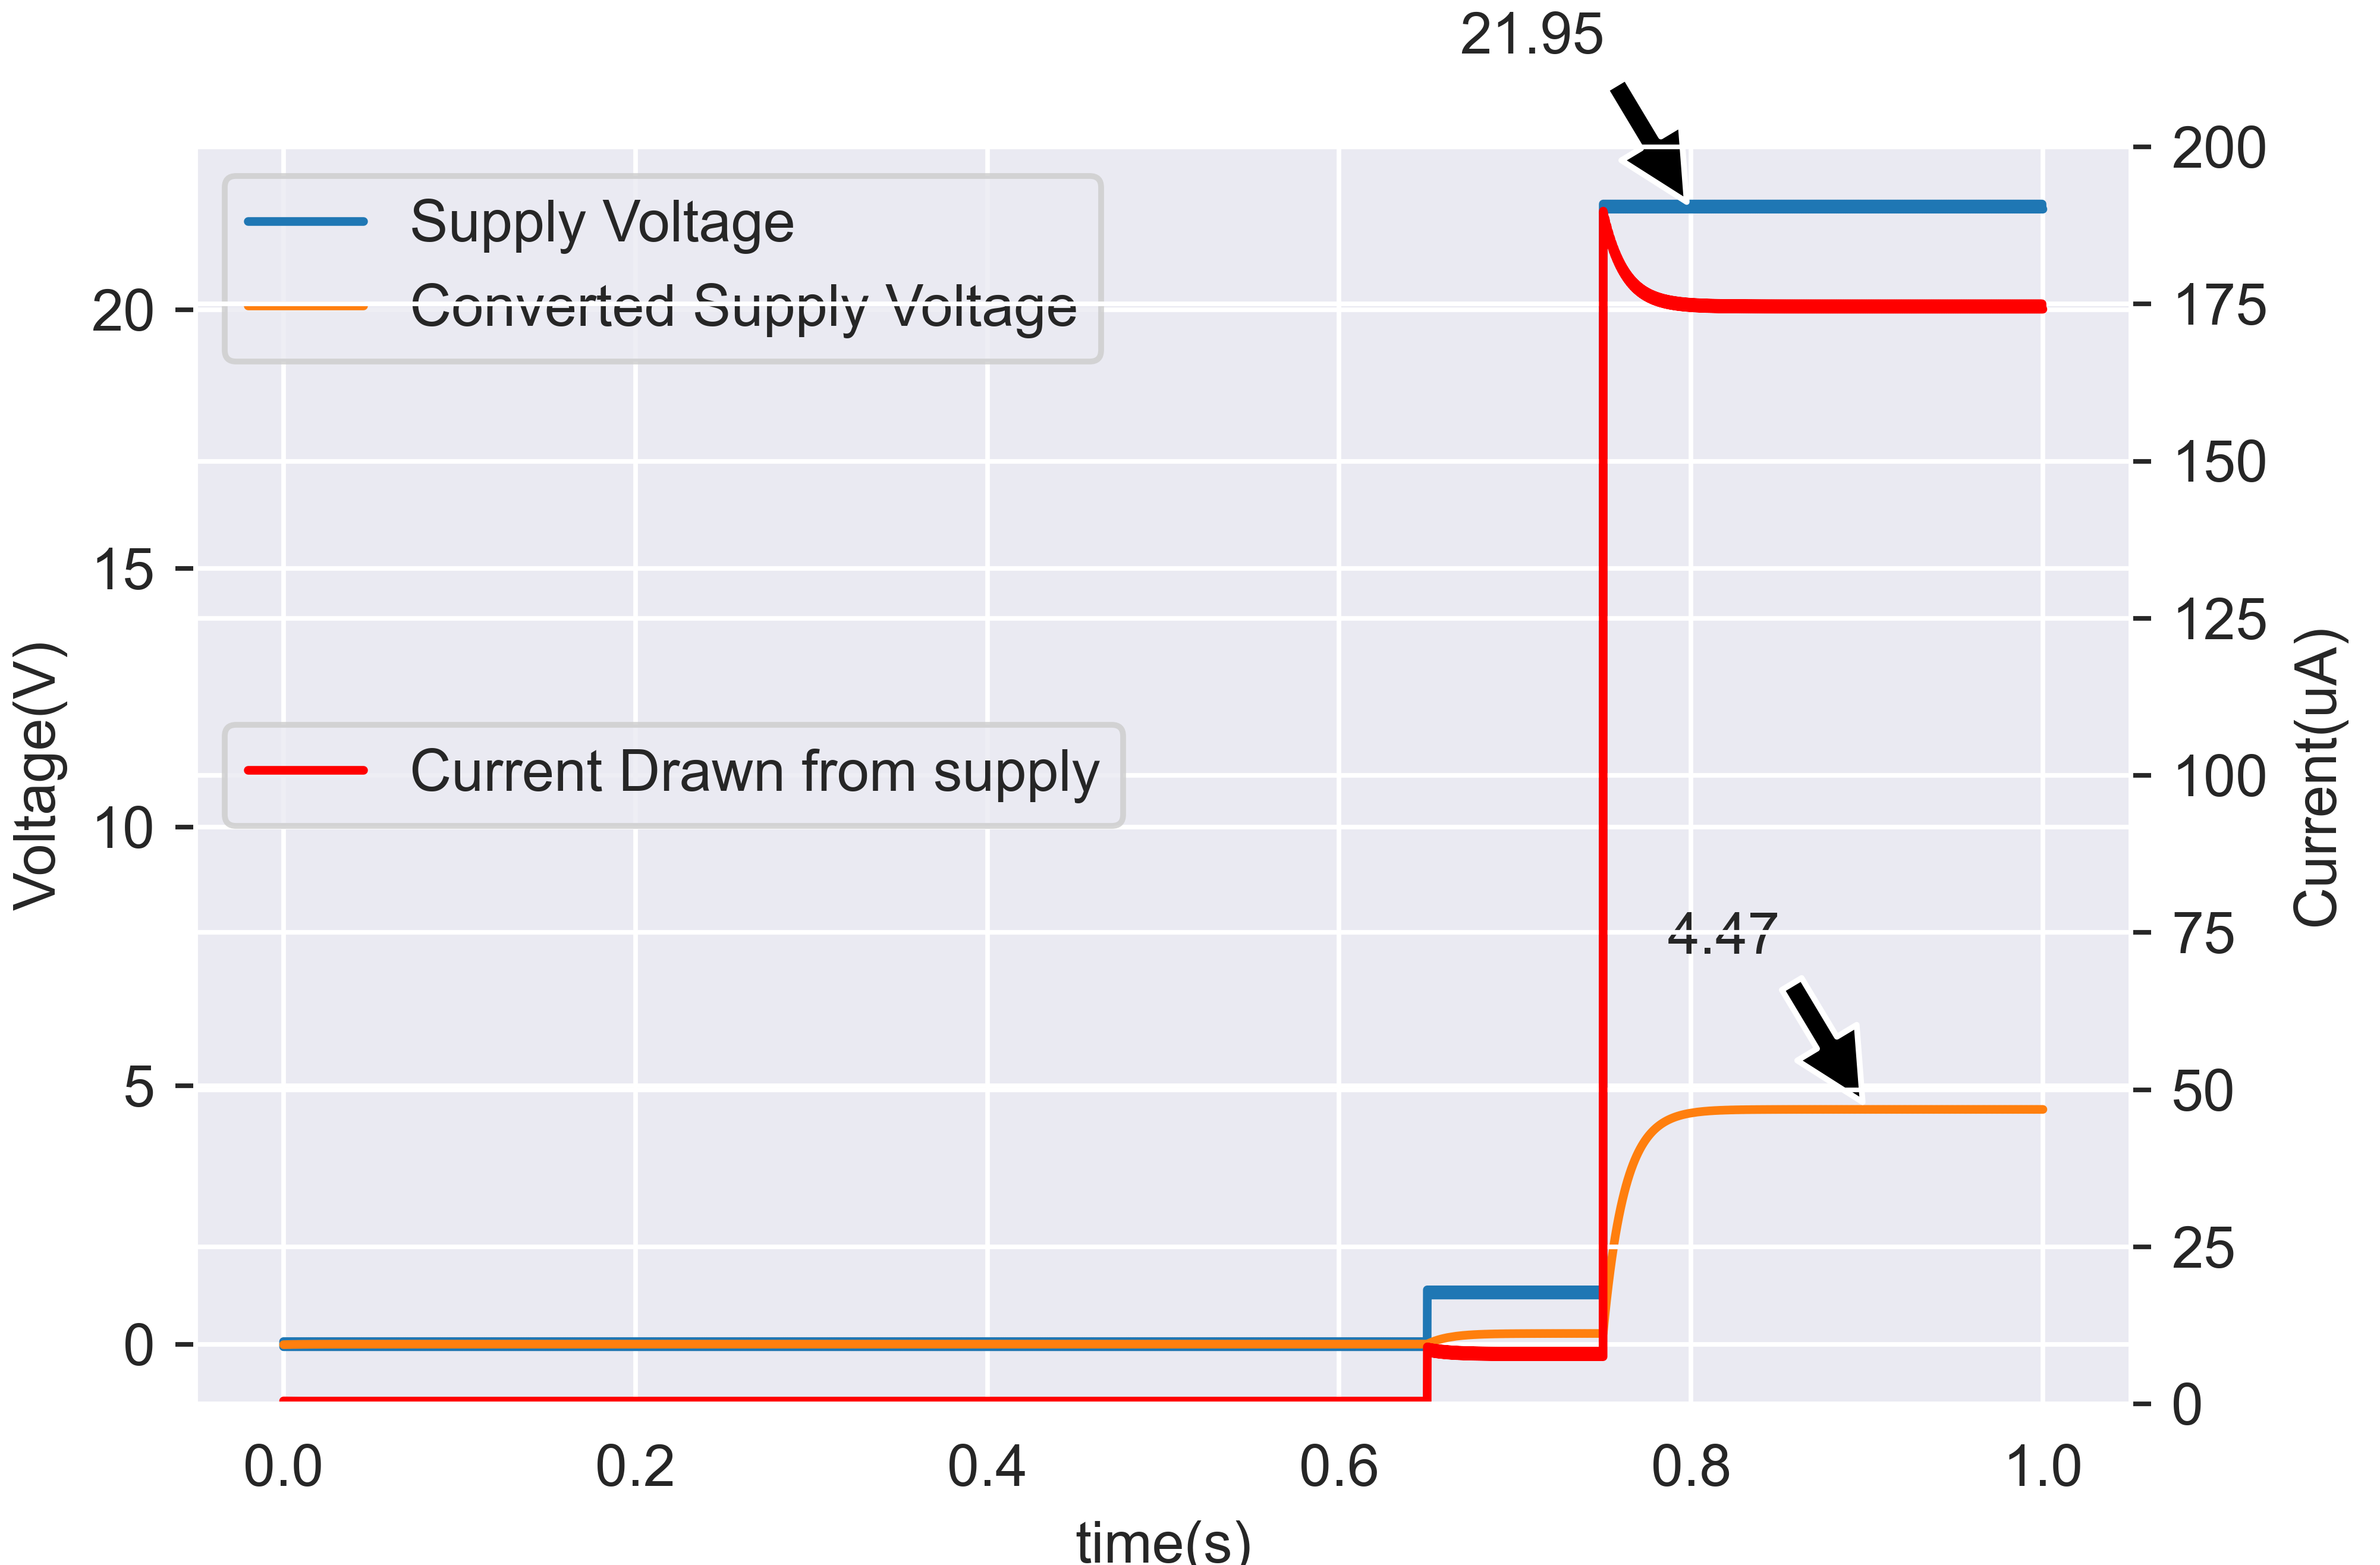 21.95
Supply Voltage
Converted Supply Voltage
Current Drawn from supply
4.47
Voltage(V)
20
15
10
5
0
200
175
150
125
100
75
50
25
0
Current(uA)
0.0 0.2 0.4 0.6 0.8 1.0
time(s)